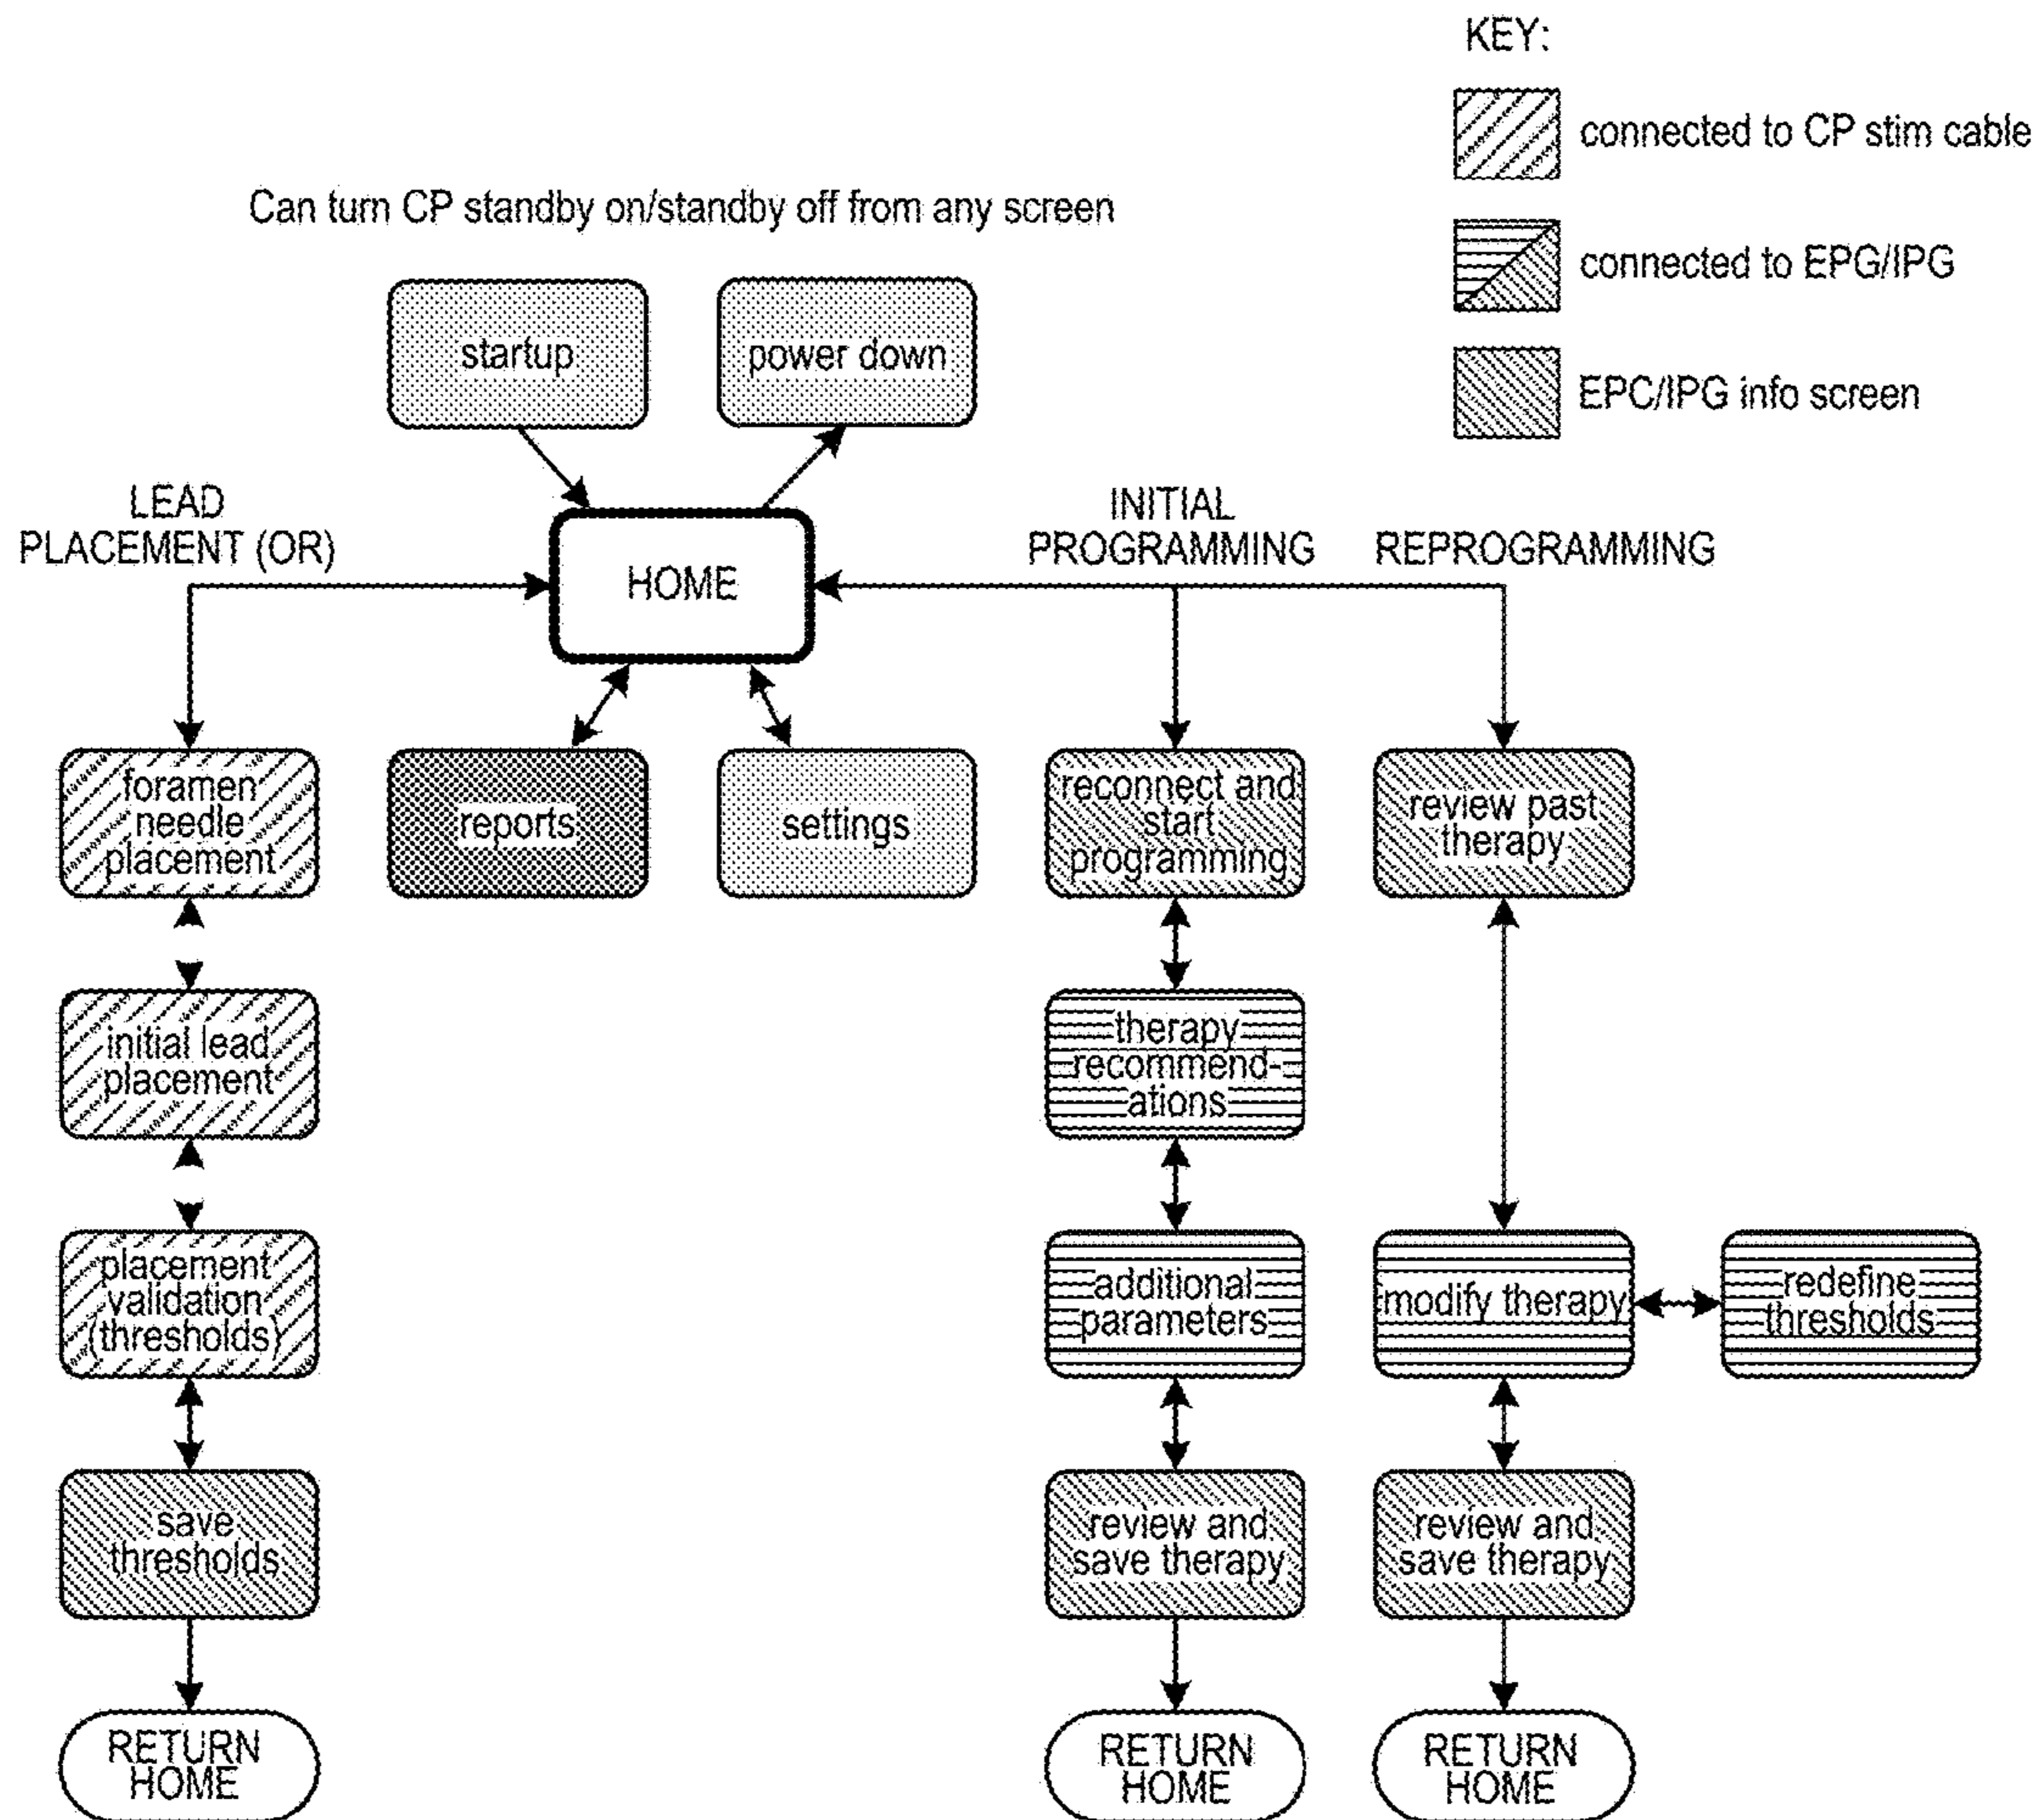 KEY:
connected to CP stim cable
connected to EPG/IPG
EPC/IPG info screen
Can turn CP standby on/standby off from any screen
startup
power down
LEAD
PLACEMENT (OR)
HOME
INITIAL
PROGRAMMING
REPROGRAMMING
foramen
needle
placement
reports
settings
reconnect and
start
programming
review past
therapy
initial lead
placement
therapy
recommend-
ations
placement
validation
(thresholds)
additional
parameters
modify therapy
redefine
thresholds
save
thresholds
review and
save therapy
review and
save therapy
RETURN
HOME
RETURN
HOME
RETURN
HOME